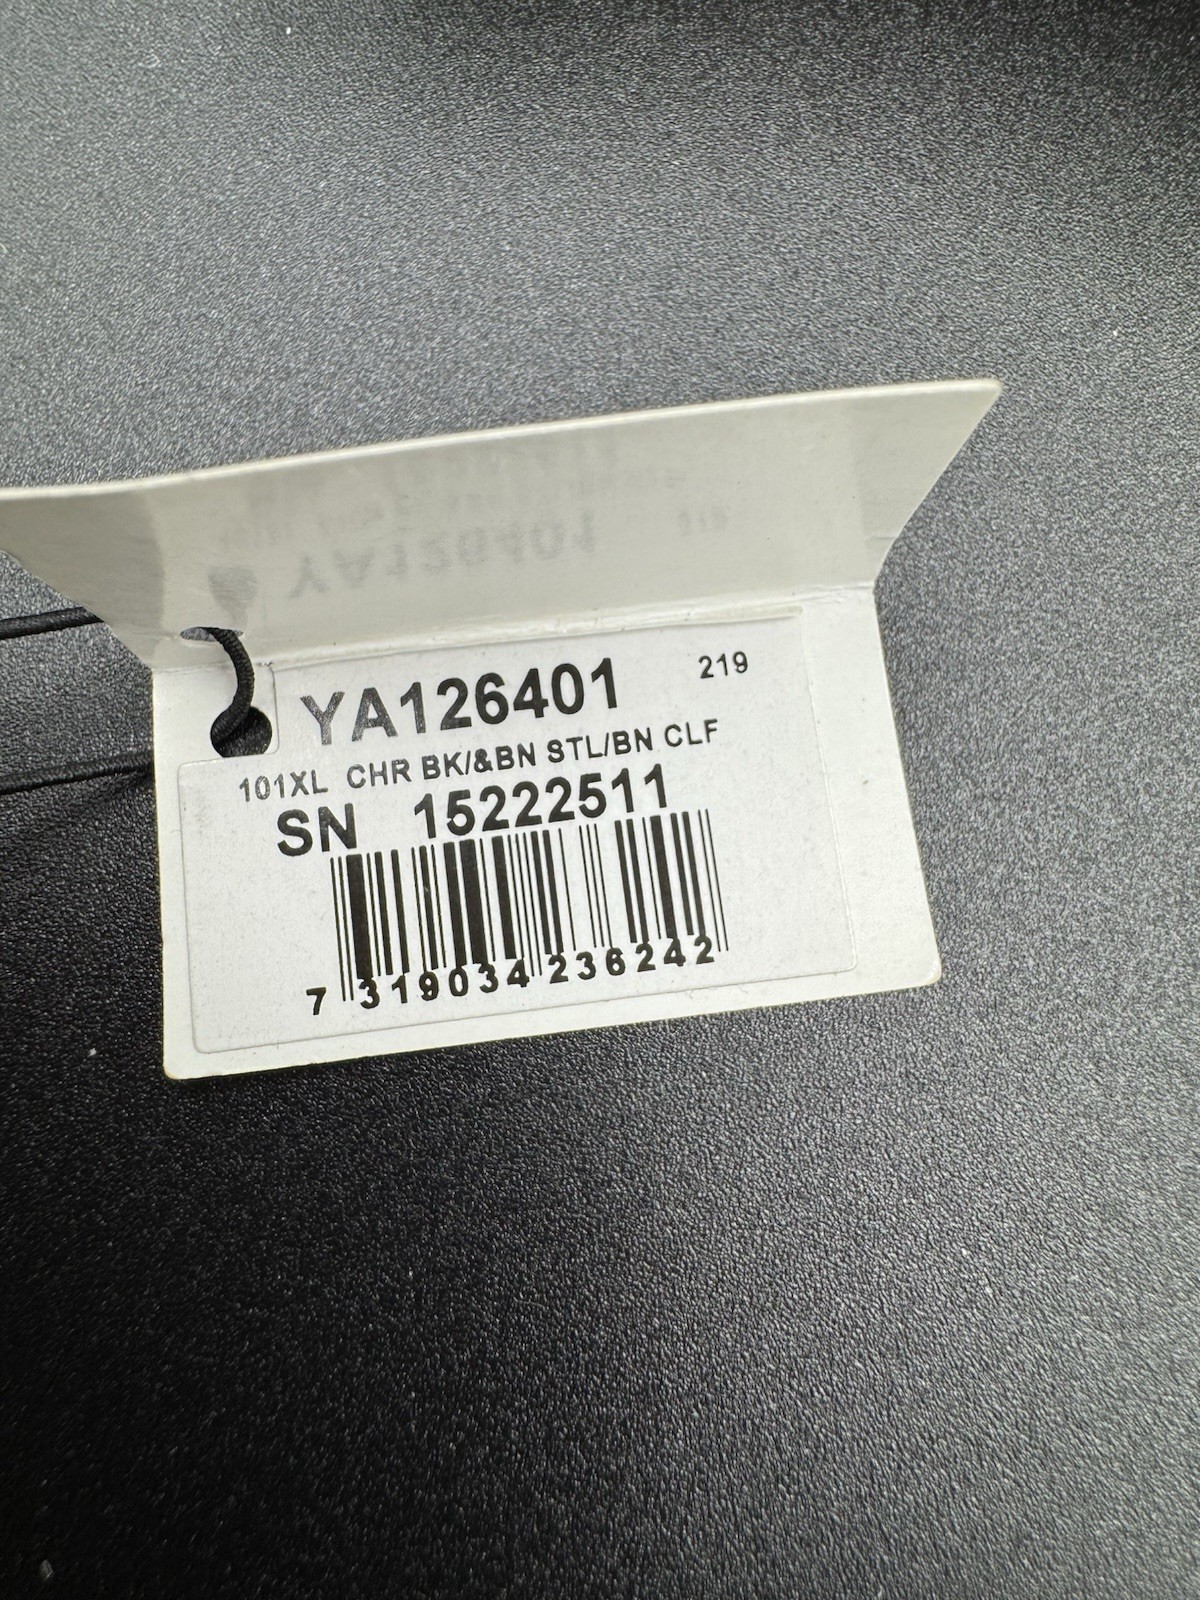 YA126401 219
101XL CHR BK/&BN STL/BN CLF
SN 15222511
7 319034 236242